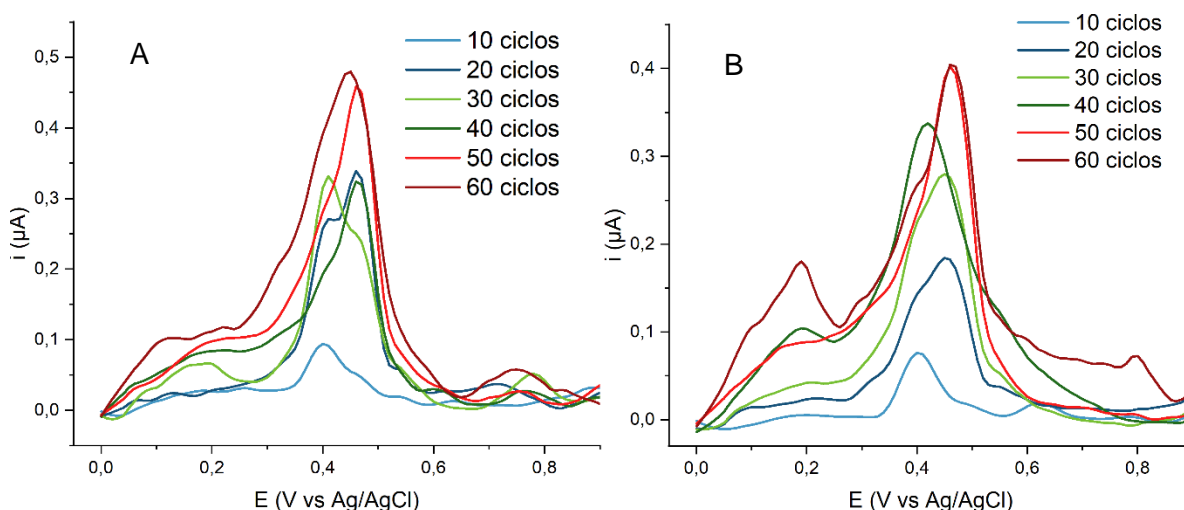 A
10 ciclos
20 ciclos
30 ciclos
40 ciclos
50 ciclos
60 ciclos
0,5
0,4
0,3
0,2
0,1
0,0
i (µA)
0,0 0,2 0,4 0,6 0,8
E (V vs Ag/AgCl)
B
10 ciclos
20 ciclos
30 ciclos
40 ciclos
50 ciclos
60 ciclos
0,4
0,3
0,2
0,1
0,0
i (µA)
0,0 0,2 0,4 0,6 0,8
E (V vs Ag/AgCl)